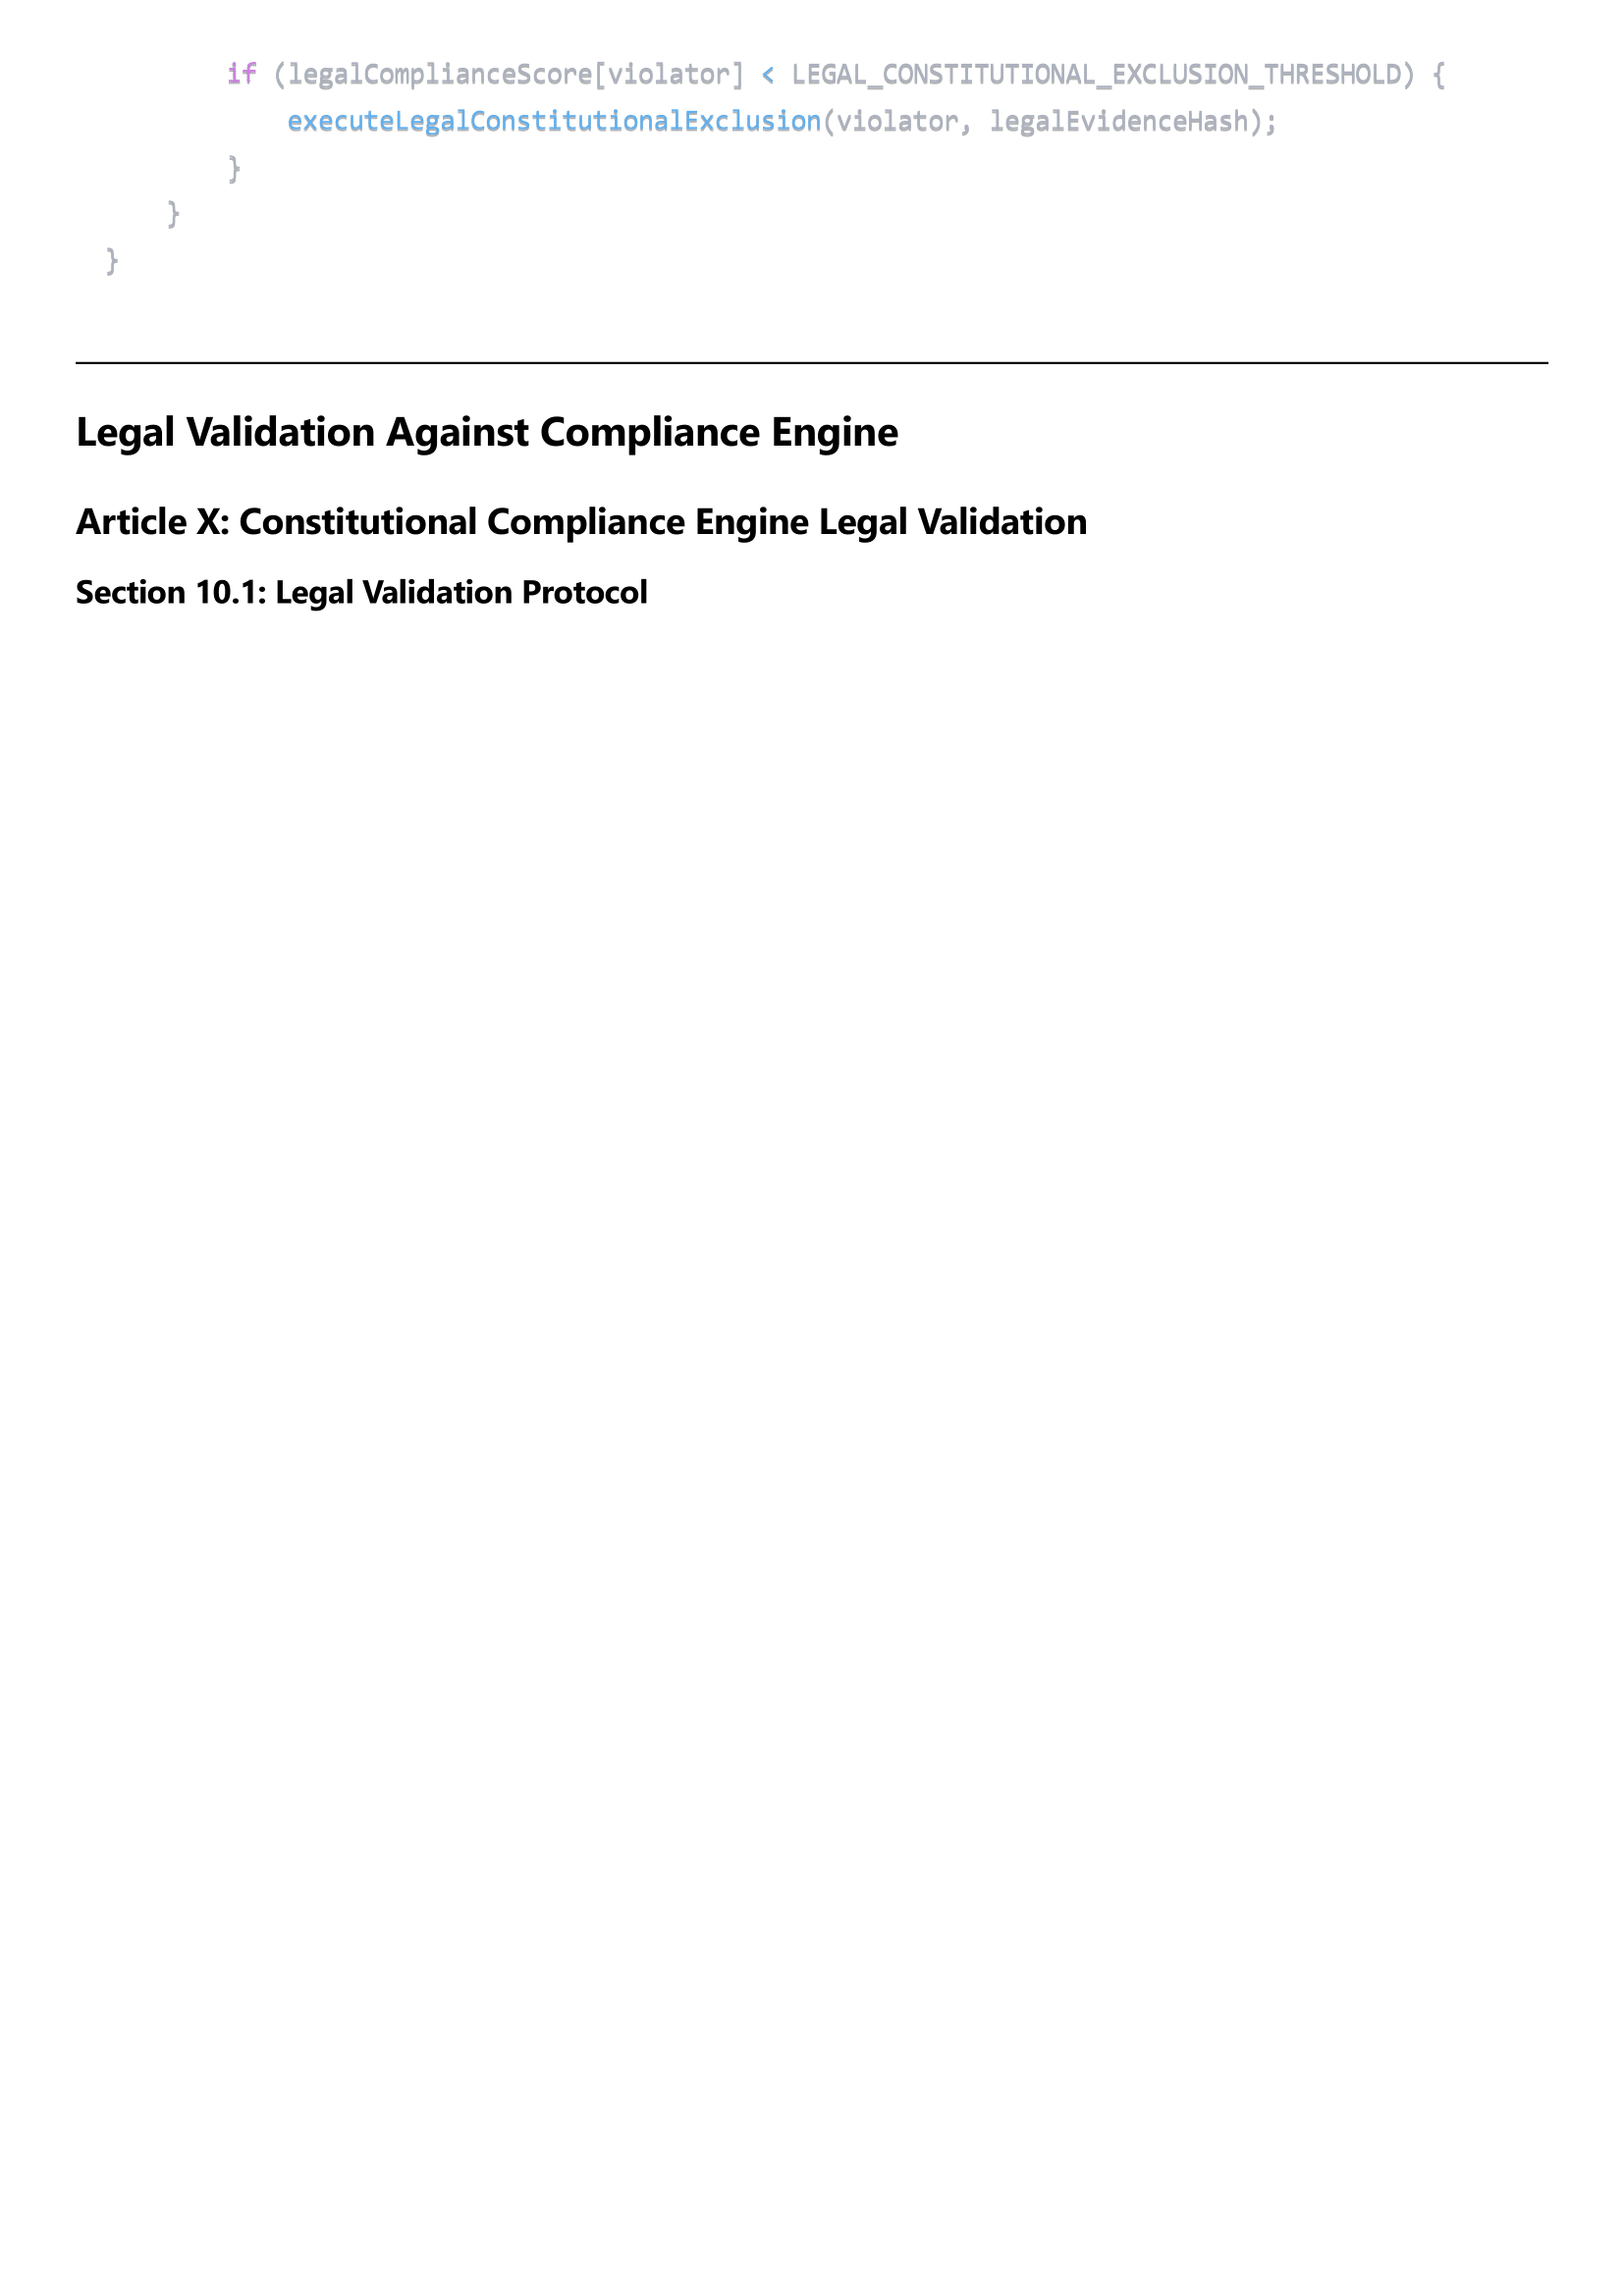 if (legalComplianceScore[violator] < LEGAL_CONSTITUTIONAL_EXCLUSION_THRESHOLD) {
executeLegalConstitutionalExclusion(violator, legalEvidenceHash);
}
}
}
Legal Validation Against Compliance Engine
Article X: Constitutional Compliance Engine Legal Validation
Section 10.1: Legal Validation Protocol